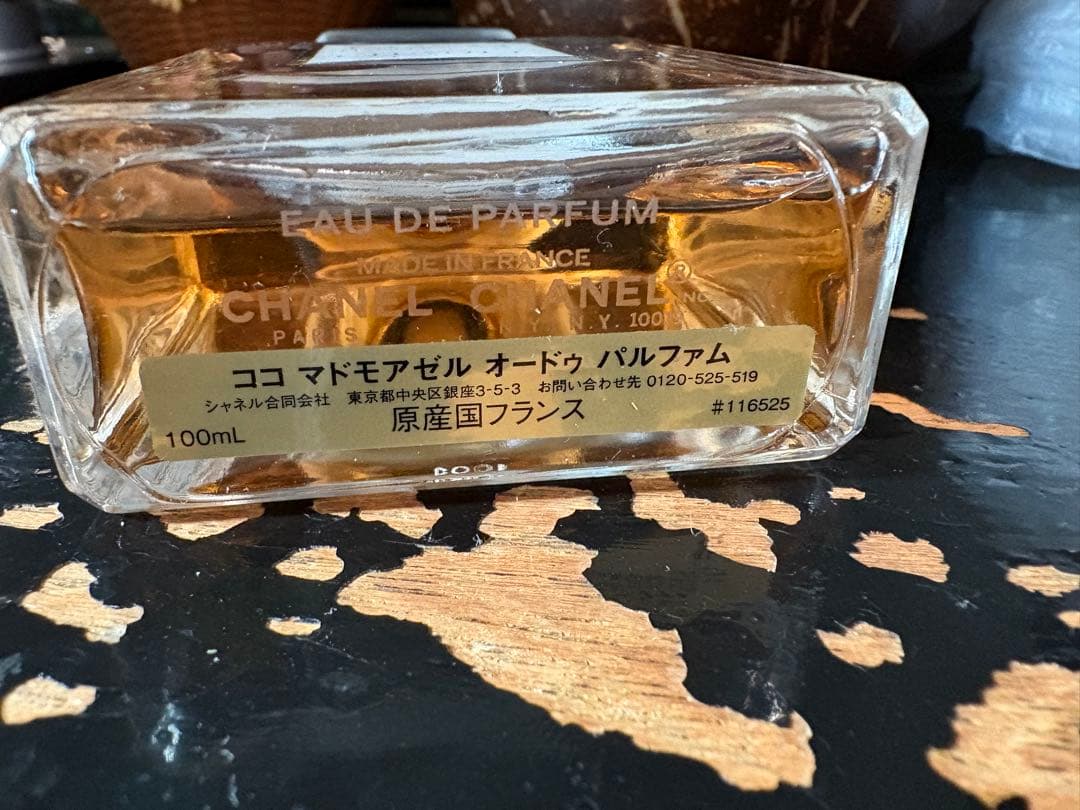 EAU DE PARFUM
MADE IN FRANCE
CHANEL CHANEL®
PARIS N.Y. 100
ココ マドモアゼル オードゥ パルファム
シャネル合同会社 東京都中央区銀座3-5-3 お問い合わせ先 0120-525-519
原産国フランス
100mL #116525